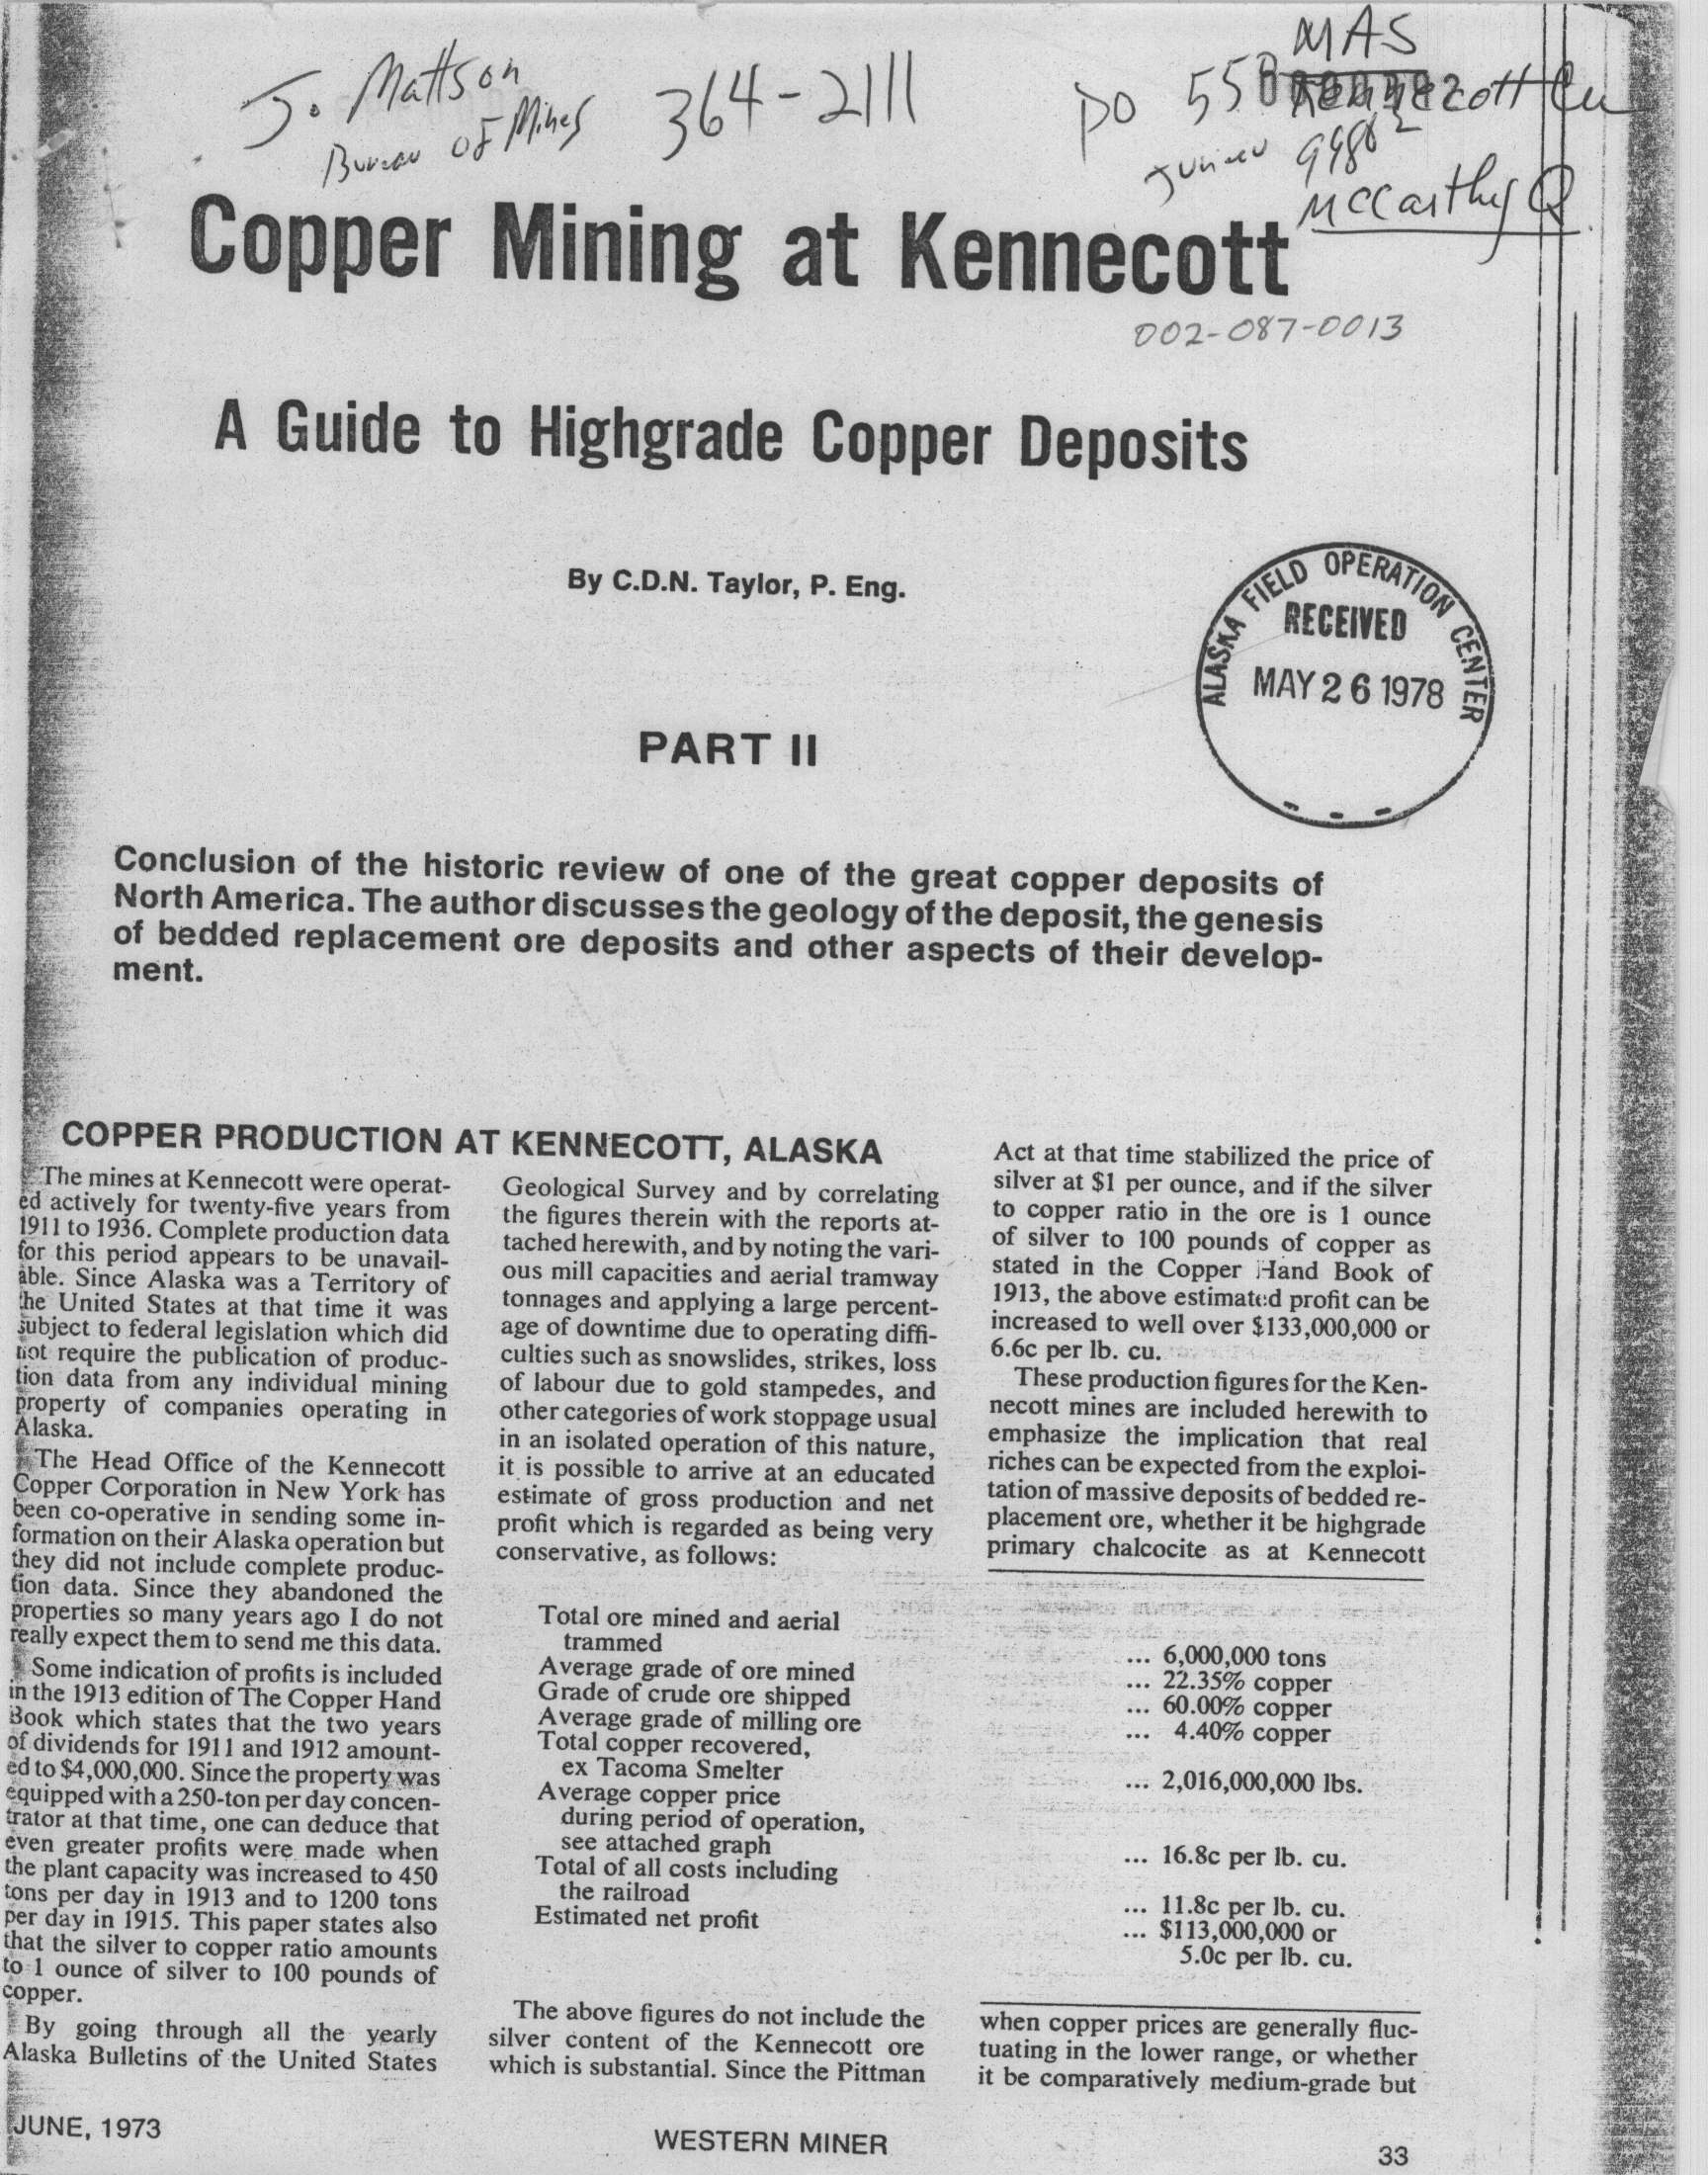 MAS
J. Mattson
Bureau of Mines
364-2111
PO 550
Kennecott Cu
Juneau 99802
McCarthy Q
Copper Mining at Kennecott
002-087-0013
A Guide to Highgrade Copper Deposits
By C.D.N. Taylor, P. Eng.
ALASKA FIELD OPERATION CENTER
RECEIVED
MAY 26 1978
PART II
Conclusion of the historic review of one of the great copper deposits of
North America. The author discusses the geology of the deposit, the genesis
of bedded replacement ore deposits and other aspects of their develop-
ment.
COPPER PRODUCTION AT KENNECOTT, ALASKA
The mines at Kennecott were operat-
ed actively for twenty-five years from
1911 to 1936. Complete production data
for this period appears to be unavail-
able. Since Alaska was a Territory of
the United States at that time it was
subject to federal legislation which did
not require the publication of produc-
tion data from any individual mining
property of companies operating in
Alaska.
The Head Office of the Kennecott
Copper Corporation in New York has
been co-operative in sending some in-
formation on their Alaska operation but
they did not include complete produc-
tion data. Since they abandoned the
properties so many years ago I do not
really expect them to send me this data.
Some indication of profits is included
in the 1913 edition of The Copper Hand
Book which states that the two years
of dividends for 1911 and 1912 amount-
ed to $4,000,000. Since the property was
equipped with a 250-ton per day concen-
trator at that time, one can deduce that
even greater profits were made when
the plant capacity was increased to 450
tons per day in 1913 and to 1200 tons
per day in 1915. This paper states also
that the silver to copper ratio amounts
to 1 ounce of silver to 100 pounds of
copper.
By going through all the yearly
Alaska Bulletins of the United States
Geological Survey and by correlating
the figures therein with the reports at-
tached herewith, and by noting the vari-
ous mill capacities and aerial tramway
tonnages and applying a large percent-
age of downtime due to operating diffi-
culties such as snowslides, strikes, loss
of labour due to gold stampedes, and
other categories of work stoppage usual
in an isolated operation of this nature,
it is possible to arrive at an educated
estimate of gross production and net
profit which is regarded as being very
conservative, as follows:
Act at that time stabilized the price of
silver at $1 per ounce, and if the silver
to copper ratio in the ore is 1 ounce
of silver to 100 pounds of copper as
stated in the Copper Hand Book of
1913, the above estimated profit can be
increased to well over $133,000,000 or
6.6c per lb. cu.
These production figures for the Ken-
necott mines are included herewith to
emphasize the implication that real
riches can be expected from the exploi-
tation of massive deposits of bedded re-
placement ore, whether it be highgrade
primary chalcocite as at Kennecott
Total ore mined and aerial
trammed ... 6,000,000 tons
Average grade of ore mined ... 22.35% copper
Grade of crude ore shipped ... 60.00% copper
Average grade of milling ore ... 4.40% copper
Total copper recovered,
ex Tacoma Smelter ... 2,016,000,000 lbs.
Average copper price
during period of operation,
see attached graph ... 16.8c per lb. cu.
Total of all costs including
the railroad ... 11.8c per lb. cu.
Estimated net profit ... $113,000,000 or
5.0c per lb. cu.
The above figures do not include the
silver content of the Kennecott ore
which is substantial. Since the Pittman
when copper prices are generally fluc-
tuating in the lower range, or whether
it be comparatively medium-grade but
JUNE, 1973
WESTERN MINER
33